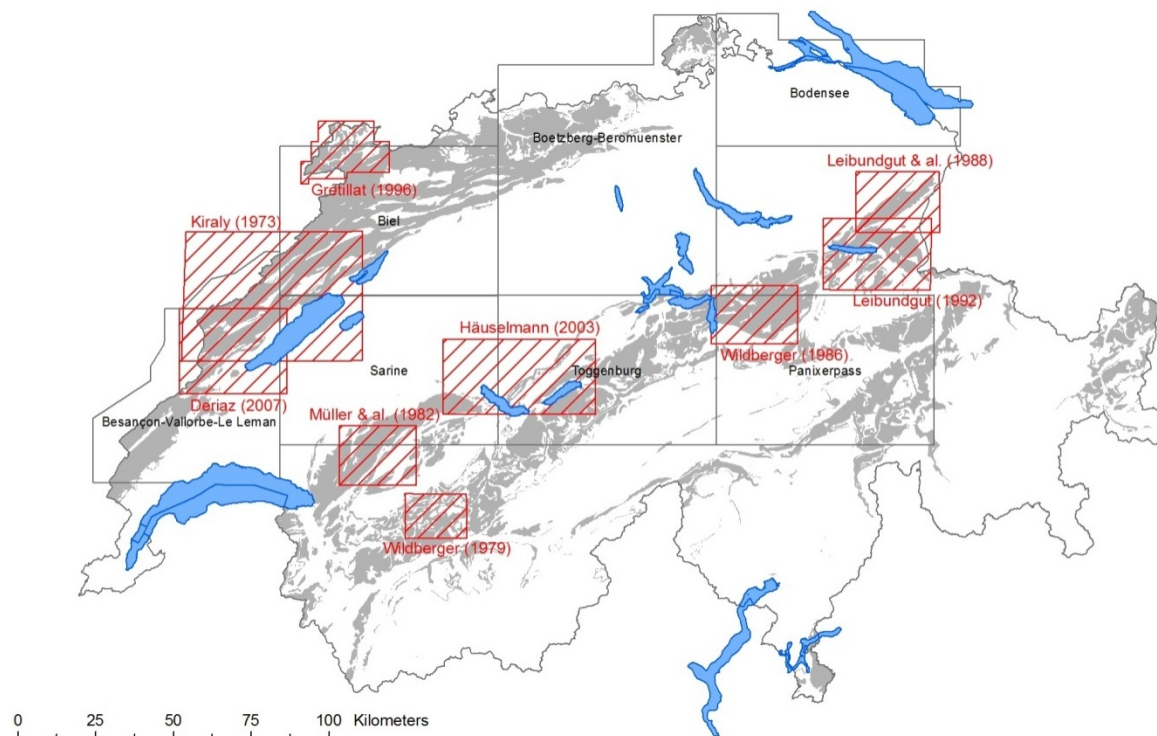 Bodensee
Boetzberg-Beromuenster
Leibundgut & al. (1988)
Gretillat (1996)
Kiraly (1973)
Biel
Leibundgut (1992)
Häuselmann (2003)
Wildberger (1986)
Sarine
Toggenburg
Panixerpass
Deriaz (2007)
Müller & al. (1982)
Besançon-Vallorbe-Le Leman
Wildberger (1979)
0 25 50 75 100 Kilometers